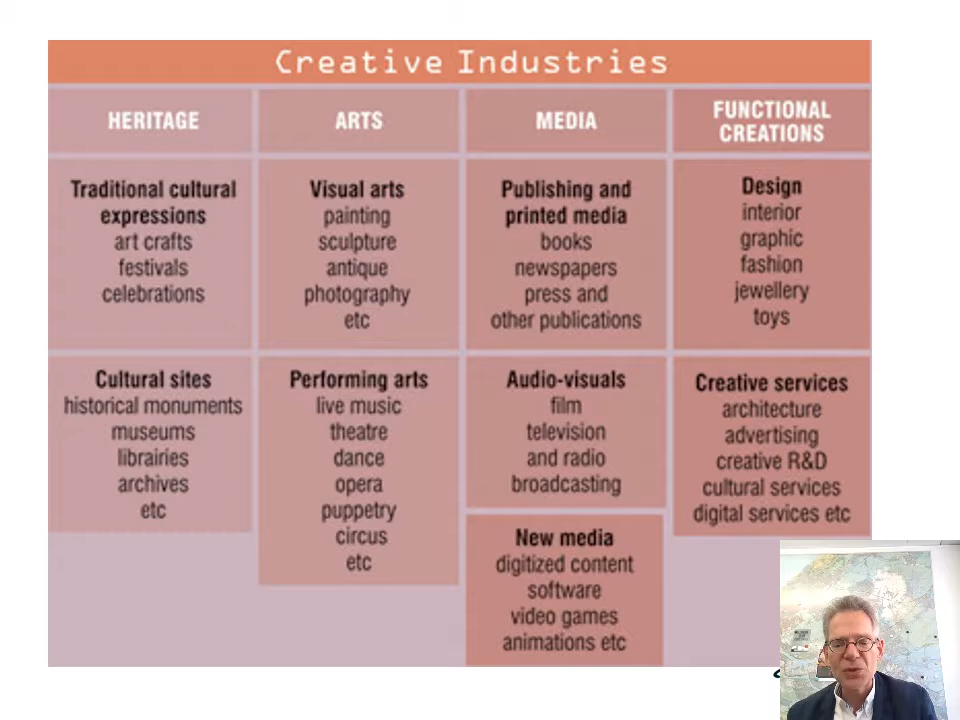 Creative Industries
HERITAGE
ARTS
MEDIA
FUNCTIONAL
CREATIONS
Traditional cultural
expressions
art crafts
festivals
celebrations
Visual arts
painting
sculpture
antique
photography
etc
Publishing and
printed media
books
newspapers
press and
other publications
Design
interior
graphic
fashion
jewellery
toys
Cultural sites
historical monuments
museums
librairies
archives
etc
Performing arts
live music
theatre
dance
opera
puppetry
circus
etc
Audio-visuals
film
television
and radio
broadcasting
New media
digitized content
software
video games
animations etc
Creative services
architecture
advertising
creative R&D
cultural services
digital services etc